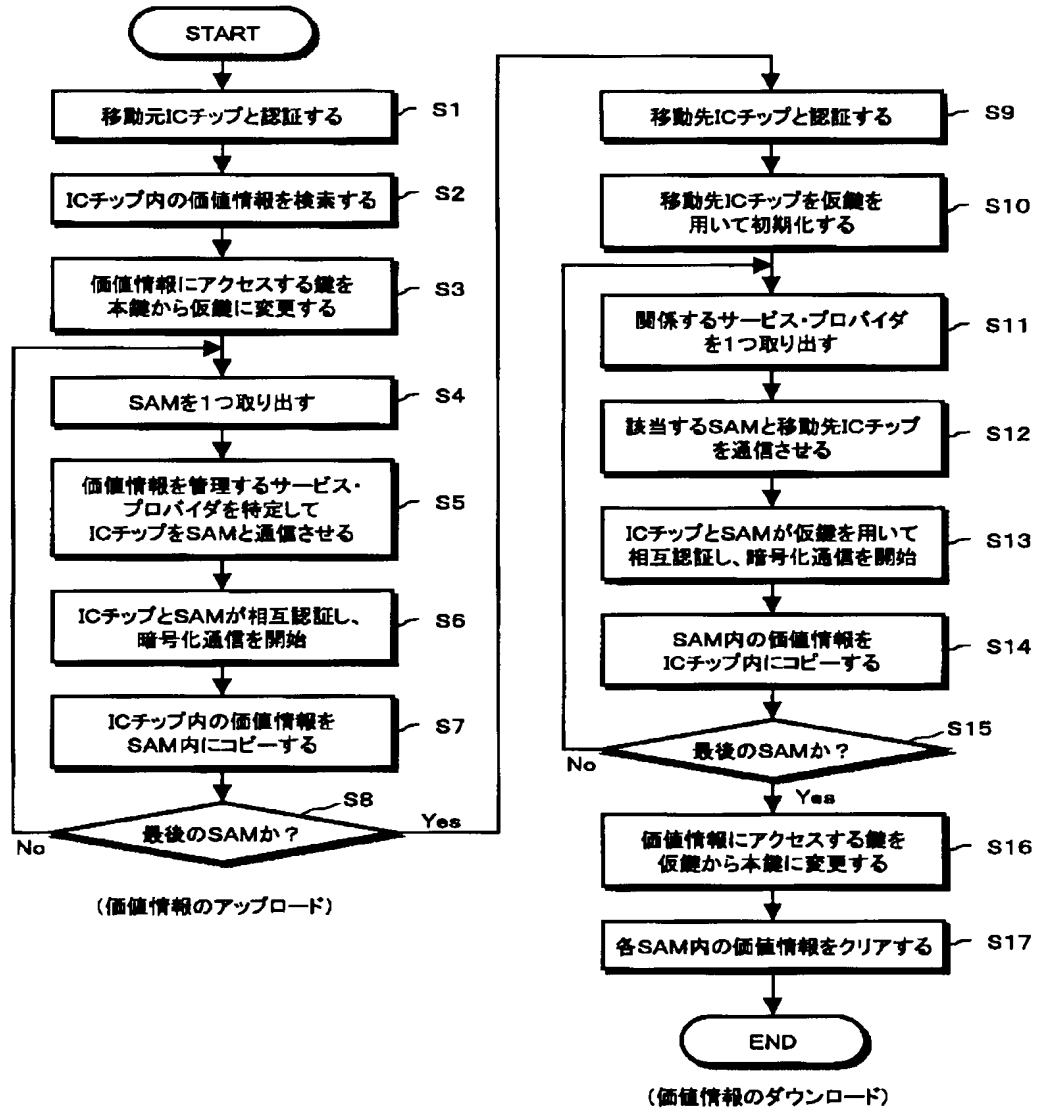 START
移動元ICチップと認証する
S1
ICチップ内の価値情報を検索する
S2
価値情報にアクセスする鍵を
本鍵から仮鍵に変更する
S3
SAMを1つ取り出す
S4
価値情報を管理するサービス・
プロバイダを特定して
ICチップをSAMと通信させる
S5
ICチップとSAMが相互認証し、
暗号化通信を開始
S6
ICチップ内の価値情報を
SAM内にコピーする
S7
最後のSAMか?
S8
No
Yes
(価値情報のアップロード)
移動先ICチップと認証する
S9
移動先ICチップを仮鍵を
用いて初期化する
S10
関係するサービス・プロバイダ
を1つ取り出す
S11
該当するSAMと移動先ICチップ
を通信させる
S12
ICチップとSAMが仮鍵を用いて
相互認証し、暗号化通信を開始
S13
SAM内の価値情報を
ICチップ内にコピーする
S14
最後のSAMか?
S15
No
Yes
価値情報にアクセスする鍵を
仮鍵から本鍵に変更する
S16
各SAM内の価値情報をクリアする
S17
END
(価値情報のダウンロード)